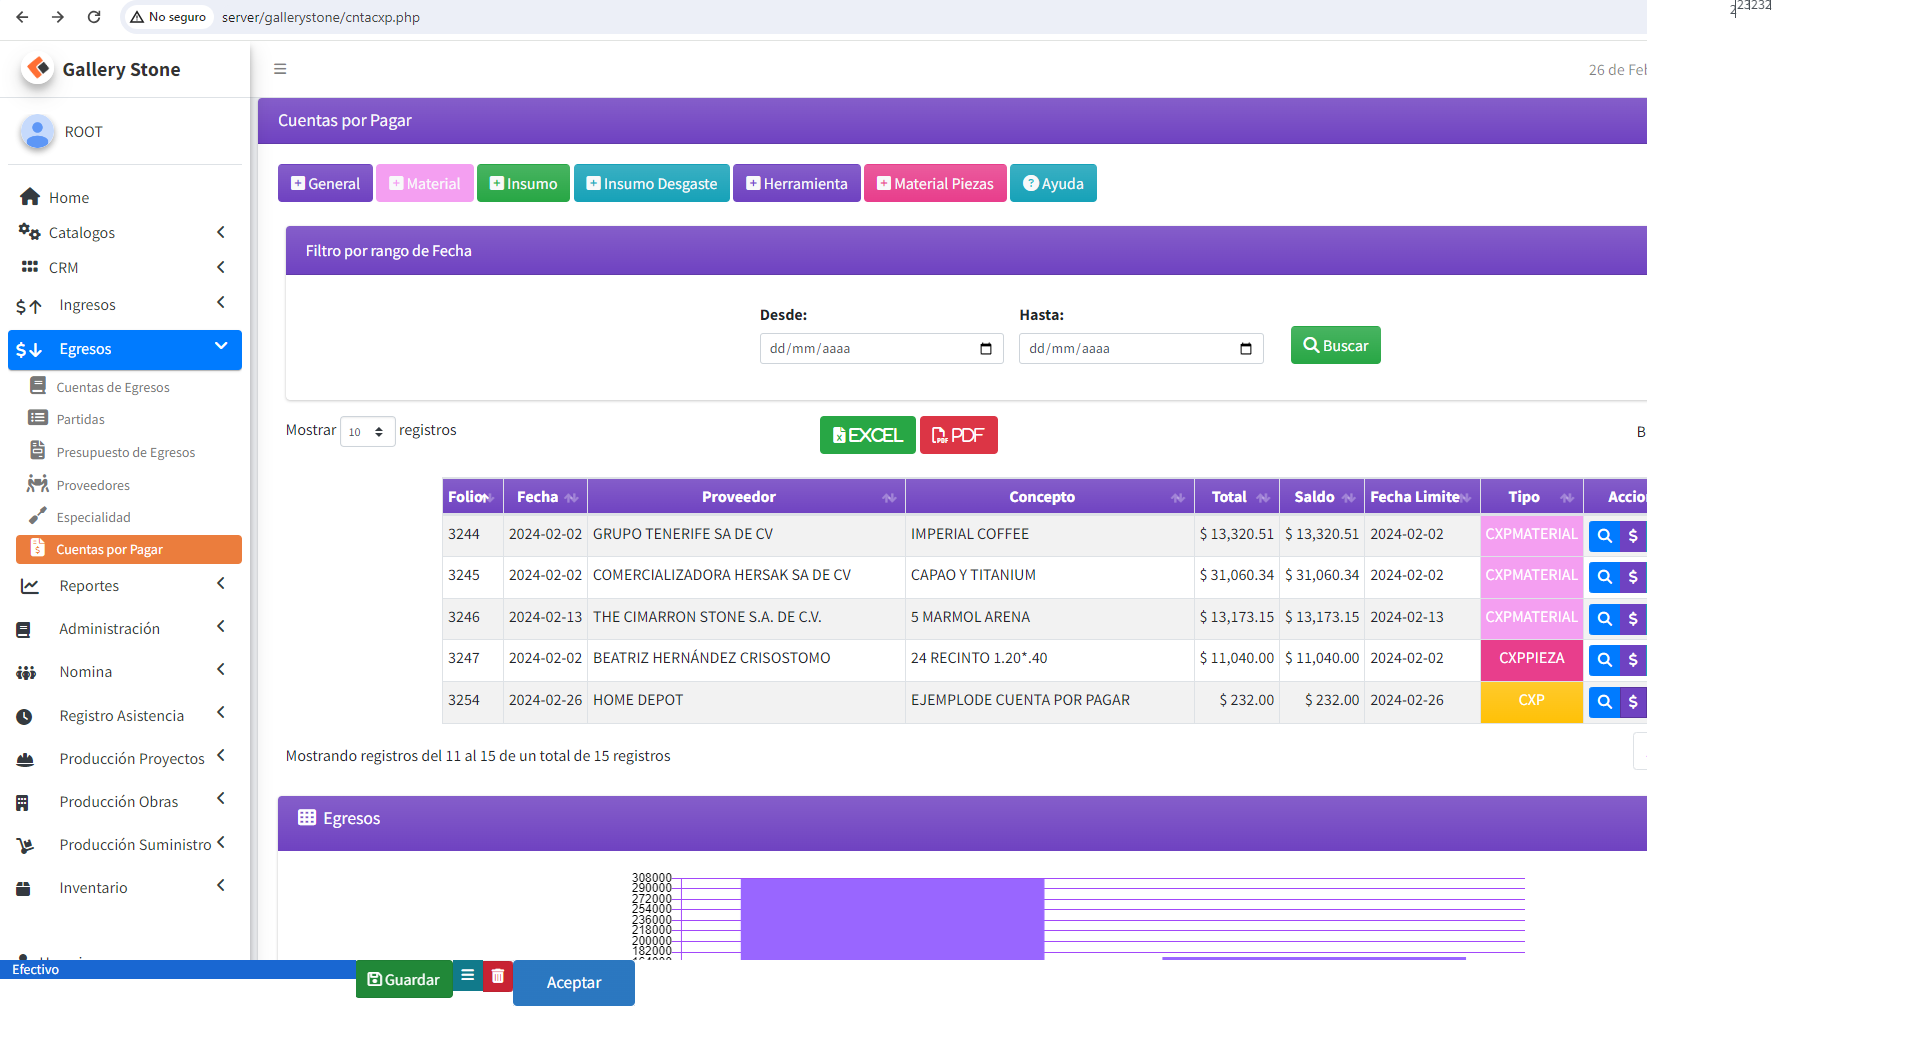 No seguro server/gallerystone/cntacxp.php
Gallery Stone
26 de Feb
ROOT
Cuentas por Pagar
General Material Insumo Insumo Desgaste Herramienta Material Piezas Ayuda
Home
Catalogos
CRM
Ingresos
Egresos
Cuentas de Egresos
Partidas
Presupuesto de Egresos
Proveedores
Especialidad
Cuentas por Pagar
Reportes
Administración
Nomina
Registro Asistencia
Producción Proyectos
Producción Obras
Producción Suministro
Inventario
Filtro por rango de Fecha
Desde: Hasta:
dd/mm/aaaa dd/mm/aaaa Buscar
Mostrar 10 registros
EXCEL PDF
B
Folio Fecha Proveedor Concepto Total Saldo Fecha Limite Tipo Accio
3244 2024-02-02 GRUPO TENERIFE SA DE CV IMPERIAL COFFEE $ 13,320.51 $ 13,320.51 2024-02-02 CXPMATERIAL $
3245 2024-02-02 COMERCIALIZADORA HERSAK SA DE CV CAPAO Y TITANIUM $ 31,060.34 $ 31,060.34 2024-02-02 CXPMATERIAL $
3246 2024-02-13 THE CIMARRON STONE S.A. DE C.V. 5 MARMOL ARENA $ 13,173.15 $ 13,173.15 2024-02-13 CXPMATERIAL $
3247 2024-02-02 BEATRIZ HERNÁNDEZ CRISOSTOMO 24 RECINTO 1.20*.40 $ 11,040.00 $ 11,040.00 2024-02-02 CXPPIEZA $
3254 2024-02-26 HOME DEPOT EJEMPLODE CUENTA POR PAGAR $ 232.00 $ 232.00 2024-02-26 CXP $
Mostrando registros del 11 al 15 de un total de 15 registros
Egresos
308000
290000
272000
254000
236000
218000
200000
182000
Efectivo
Guardar
Aceptar